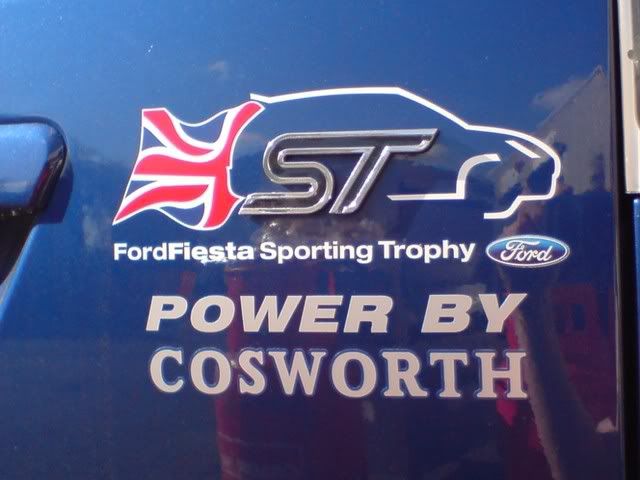 ST
FordFiesta Sporting Trophy Ford
POWER BY
COSWORTH